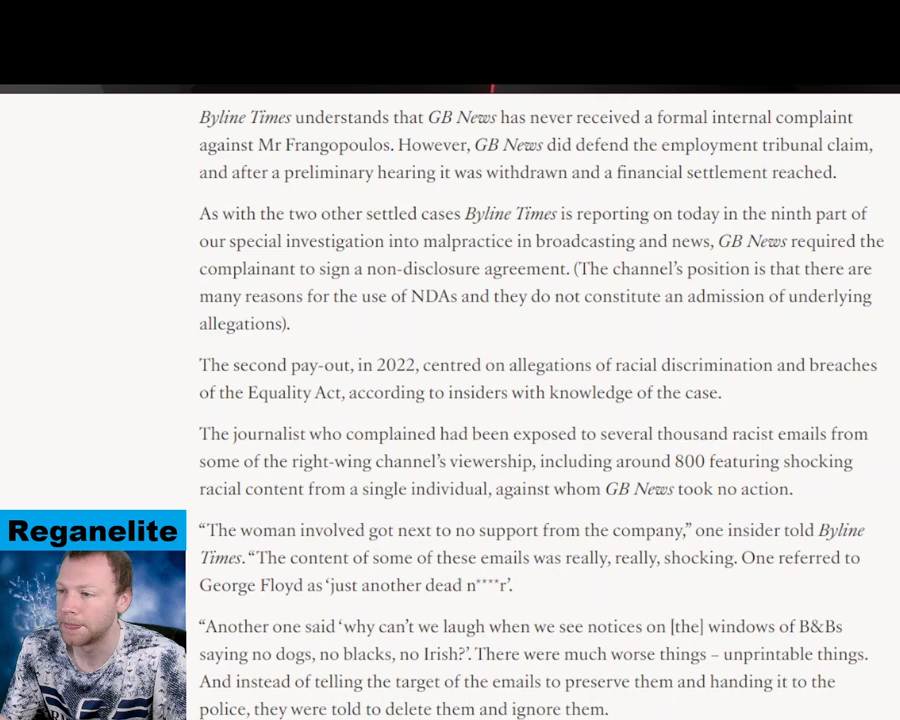 Byline Times understands that GB News has never received a formal internal complaint
against Mr Frangopoulos. However, GB News did defend the employment tribunal claim,
and after a preliminary hearing it was withdrawn and a financial settlement reached.
As with the two other settled cases Byline Times is reporting on today in the ninth part of
our special investigation into malpractice in broadcasting and news, GB News required the
complainant to sign a non-disclosure agreement. (The channel’s position is that there are
many reasons for the use of NDAs and they do not constitute an admission of underlying
allegations).
The second pay-out, in 2022, centred on allegations of racial discrimination and breaches
of the Equality Act, according to insiders with knowledge of the case.
The journalist who complained had been exposed to several thousand racist emails from
some of the right-wing channel’s viewership, including around 800 featuring shocking
racial content from a single individual, against whom GB News took no action.
“The woman involved got next to no support from the company,” one insider told Byline
Times. “The content of some of these emails was really, really, shocking. One referred to
George Floyd as ‘just another dead n****r’.
“Another one said ‘why can’t we laugh when we see notices on [the] windows of B&Bs
saying no dogs, no blacks, no Irish?’. There were much worse things – unprintable things.
And instead of telling the target of the emails to preserve them and handing it to the
police, they were told to delete them and ignore them.
Reganelite